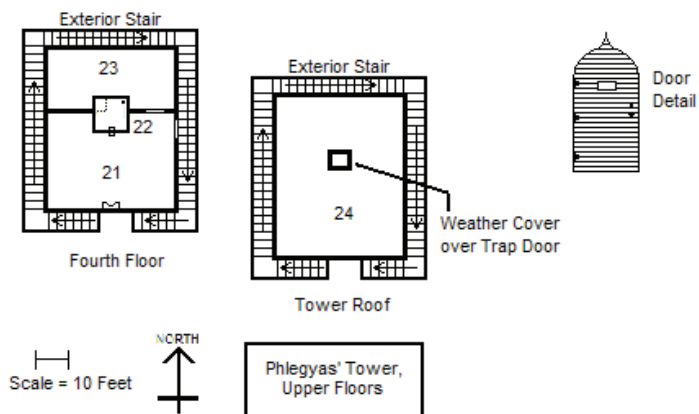 Exterior Stair
23
22
21
Fourth Floor
Exterior Stair
24
Weather Cover
over Trap Door
Tower Roof
Door
Detail
Scale = 10 Feet
NORTH
Phlegyas' Tower,
Upper Floors